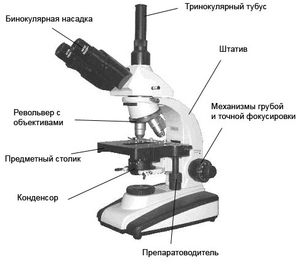 Тринокулярный тубус
Бинокулярная насадка
Штатив
Револьвер с
объективами
Механизмы грубой
и точной фокусировки
Предметный столик
Конденсор
Препаратоводитель